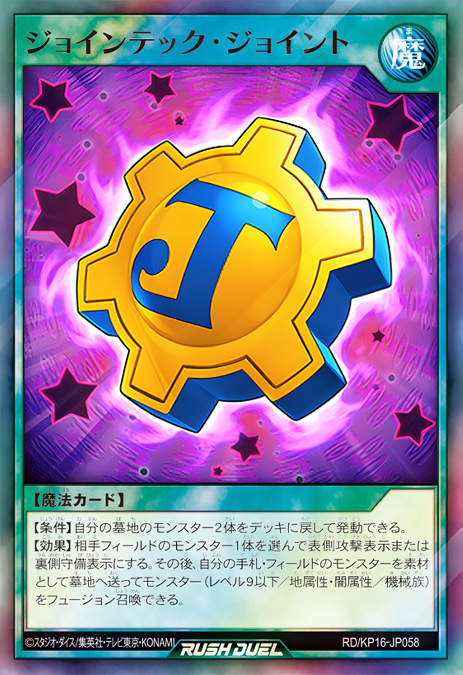 ジョインテック・ジョイント
魔
JT
【魔法カード】
【条件】自分の墓地のモンスター2体をデッキに戻して発動できる。
【効果】相手フィールドのモンスター1体を選んで表側攻撃表示または
裏側守備表示にする。その後、自分の手札・フィールドのモンスターを素材
として墓地へ送ってモンスター(レベル9以下/地属性・闇属性/機械族)
をフュージョン召喚できる。
©スタジオ・ダイス/集英社・テレビ東京・KONAMI
RUSH DUEL
RD/KP16-JP058